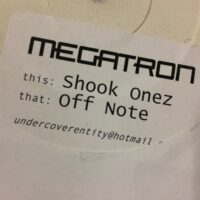 MEGATRON
this: Shook Onez
that: Off Note
undercoverentity@hotmail.